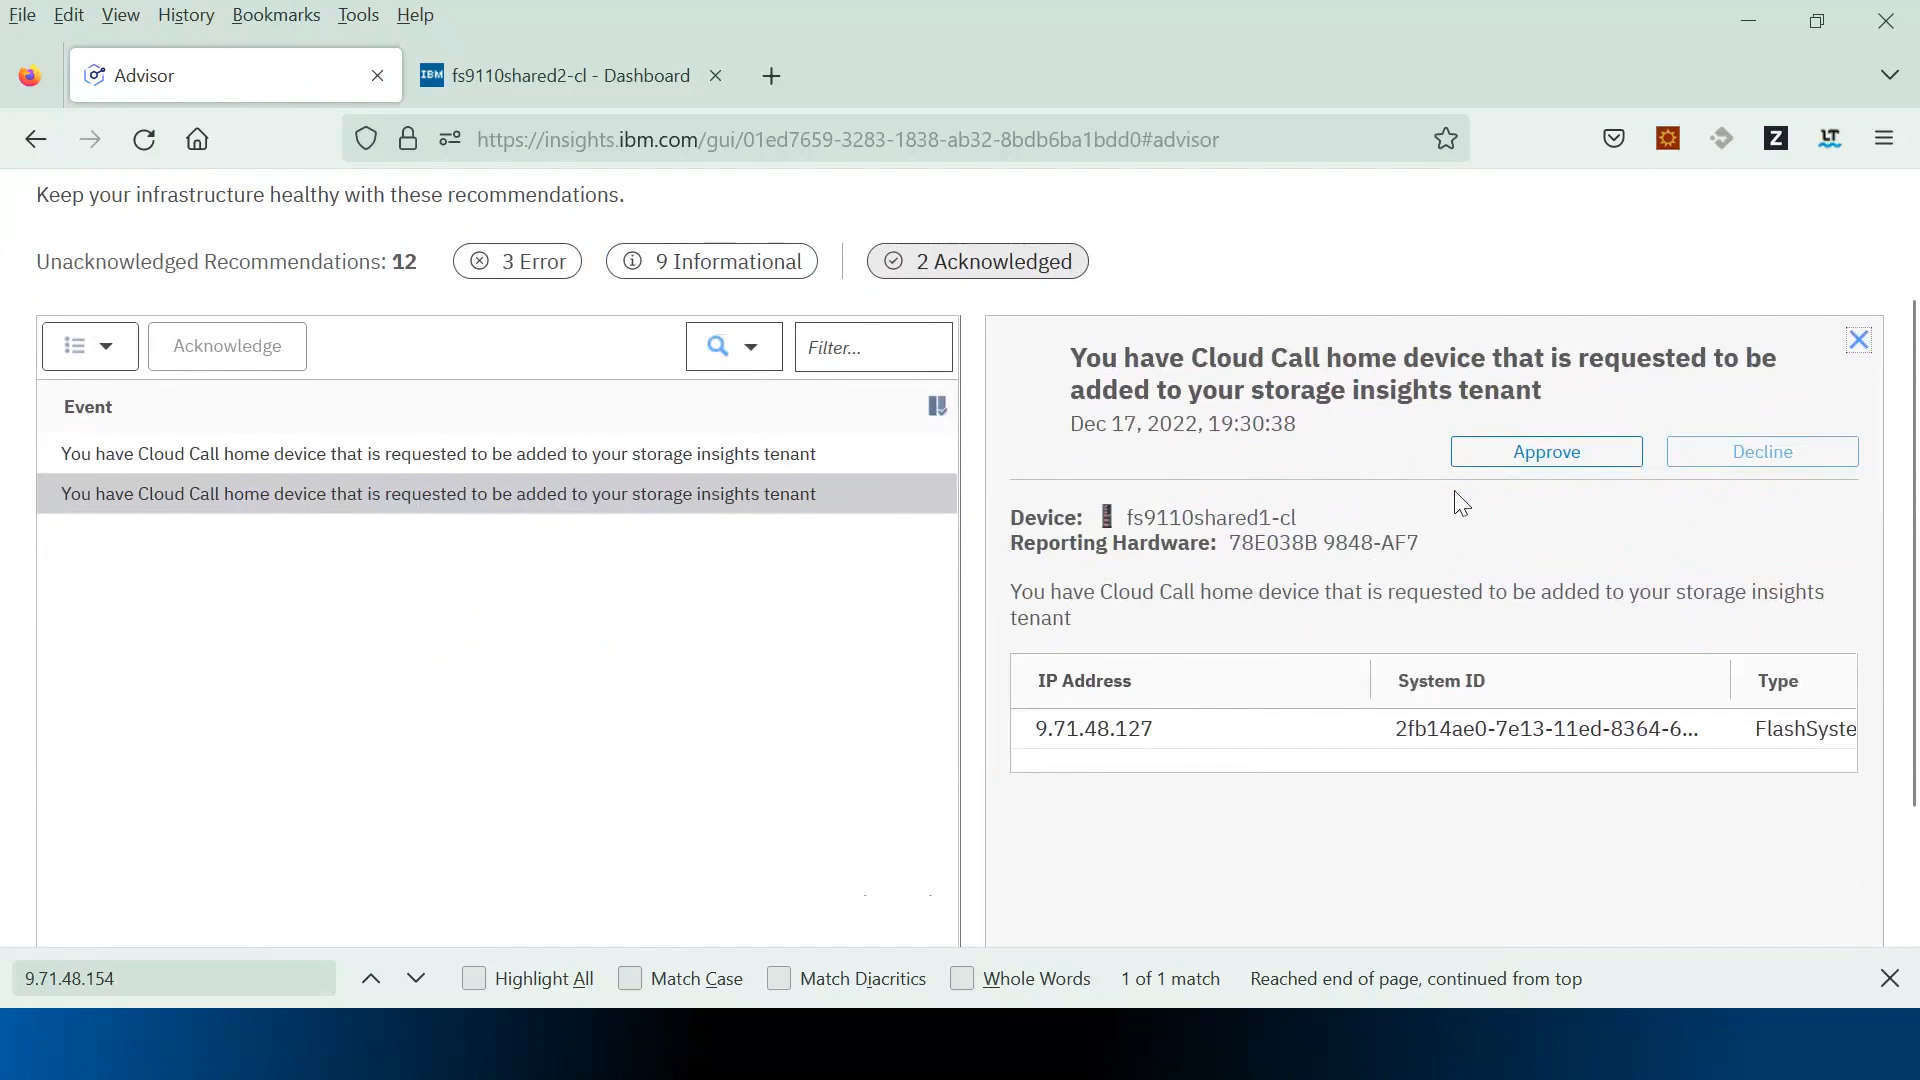 File Edit View History Bookmarks Tools Help
Advisor
IBM fs9110shared2-cl - Dashboard
https://insights.ibm.com/gui/01ed7659-3283-1838-ab32-8bdb6ba1bdd0#advisor
Z
LT
Keep your infrastructure healthy with these recommendations.
Unacknowledged Recommendations: 12
3 Error
9 Informational
2 Acknowledged
Acknowledge
Filter...
Event
You have Cloud Call home device that is requested to be added to your storage insights tenant
You have Cloud Call home device that is requested to be added to your storage insights tenant
You have Cloud Call home device that is requested to be
added to your storage insights tenant
Dec 17, 2022, 19:30:38
Approve
Decline
Device: fs9110shared1-cl
Reporting Hardware: 78E038B 9848-AF7
You have Cloud Call home device that is requested to be added to your storage insights
tenant
IP Address System ID Type
9.71.48.127 2fb14ae0-7e13-11ed-8364-6... FlashSyste
9.71.48.154
Highlight All Match Case Match Diacritics Whole Words 1 of 1 match Reached end of page, continued from top